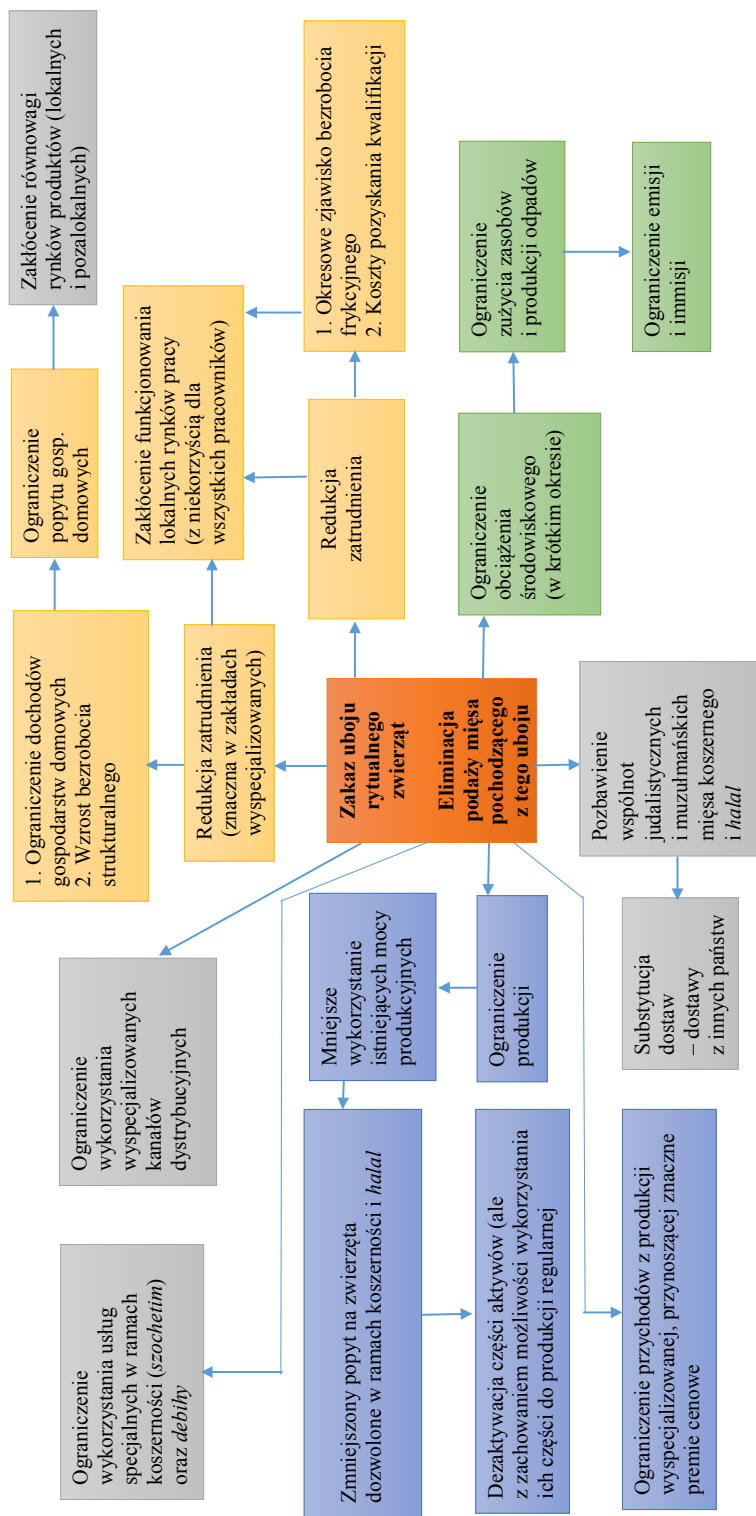 Ograniczenie
wykorzystania usług
specjalnych w ramach
koszerności (szochetim)
oraz debihy
Ograniczenie
wykorzystania
wyspecjalizowanych
kanałów
dystrybucyjnych
1. Ograniczenie dochodów
gospodarstw domowych
2. Wzrost bezrobocia
strukturalnego
Ograniczenie
popytu gosp.
domowych
Zakłócenie równowagi
rynków produktów (lokalnych
i pozalokalnych)
Redukcja zatrudnienia
(znaczna w zakładach
wyspecjalizowanych)
Zakłócenie funkcjonowania
lokalnych rynków pracy
(z niekorzyścią dla
wszystkich pracowników)
Zmniejszony popyt na zwierzęta
dozwolone w ramach koszerności i halal
Mniejsze
wykorzystanie
istniejących mocy
produkcyjnych
Zakaz uboju
rytualnego
zwierząt
Eliminacja
podaży mięsa
pochodzącego
z tego uboju
Redukcja
zatrudnienia
1. Okresowe zjawisko bezrobocia
frykcyjnego
2. Koszty pozyskania kwalifikacji
Dezaktywacja części aktywów (ale
z zachowaniem możliwości wykorzystania
ich części do produkcji regularnej
Ograniczenie
produkcji
Ograniczenie
obciążenia
środowiskowego
(w krótkim okresie)
Ograniczenie
zużycia zasobów
i produkcji odpadów
Ograniczenie przychodów z produkcji
wyspecjalizowanej, przynoszącej znaczne
premie cenowe
Substytucja
dostaw
– dostawy
z innych państw
Pozbawienie
wspólnot
judalistycznych
i muzułmańskich
mięsa koszernego
i halal
Ograniczenie emisji
i immisji